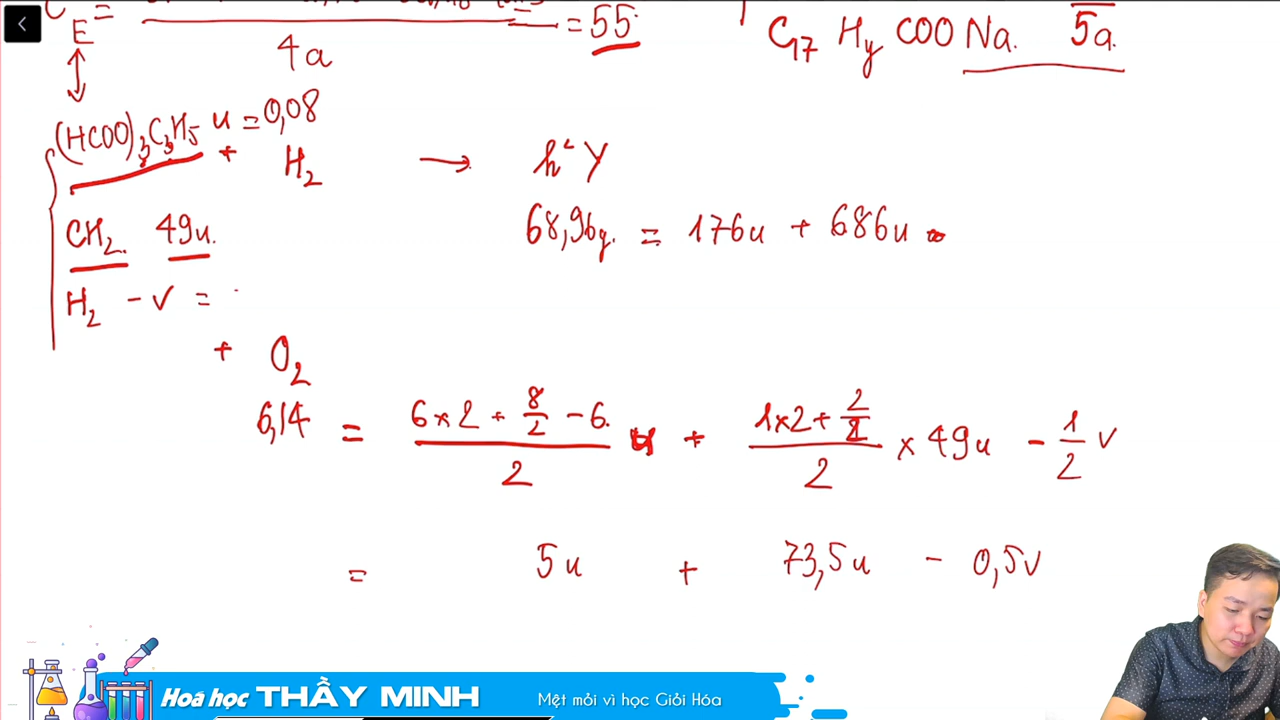 E = = 55
4a
C17 Hy COO Na. 5a.
(HCOO)3C3H5 u = 0,08
+ H2 → h² Y
CH2. 49u.
68,96g. = 176u + 686u
H2 - v =
+ O2
6,14 = 6×2 + 8/2 - 6. / 2 u + 1×2 + 2/2 / 2 × 49u - 1/2 v
= 5u + 73,5u - 0,5v
Hoá học THẦY MINH
Mệt mỏi vì học Giỏi Hóa